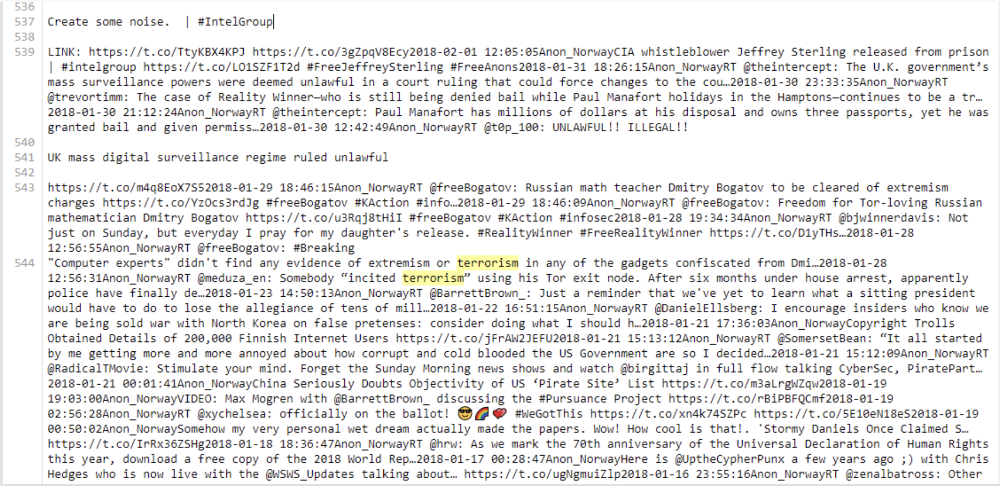 536
537 Create some noise.  | #IntelGroup
538
539 LINK: https://t.co/TtyKBX4KPJ https://t.co/3gZpqV8Ecy2018-02-01 12:05:05Anon_NorwayCIA whistleblower Jeffrey Sterling released from prison
| #intelgroup https://t.co/LO1SZF1T2d #FreeJeffreySterling #FreeAnons2018-01-31 18:26:15Anon_NorwayRT @theintercept: The U.K. government’s
mass surveillance powers were deemed unlawful in a court ruling that could force changes to the cou…2018-01-30 23:33:35Anon_NorwayRT
@trevortimm: The case of Reality Winner—who is still being denied bail while Paul Manafort holidays in the Hamptons—continues to be a tr…
2018-01-30 21:12:24Anon_NorwayRT @theintercept: Paul Manafort has millions of dollars at his disposal and owns three passports, yet he was
granted bail and given permiss…2018-01-30 12:42:49Anon_NorwayRT @t0p_100: UNLAWFUL!! ILLEGAL!!
540
541 UK mass digital surveillance regime ruled unlawful
542
543 https://t.co/m4q8EoX7S52018-01-29 18:46:15Anon_NorwayRT @freeBogatov: Russian math teacher Dmitry Bogatov to be cleared of extremism
charges https://t.co/YzOcs3rdJg #freeBogatov #KAction #info…2018-01-29 18:46:09Anon_NorwayRT @freeBogatov: Freedom for Tor-loving Russian
mathematician Dmitry Bogatov https://t.co/u3Rqj8tHiI #freeBogatov #KAction #infosec2018-01-28 19:34:34Anon_NorwayRT @bjwinnerdavis: Not
just on Sunday, but everyday I pray for my daughter's release. #RealityWinner #FreeRealityWinner https://t.co/D1yTHs…2018-01-28
12:56:55Anon_NorwayRT @freeBogatov: #Breaking
544 "Computer experts" didn't find any evidence of extremism or terrorism in any of the gadgets confiscated from Dmi…2018-01-28
12:56:31Anon_NorwayRT @meduza_en: Somebody “incited terrorism” using his Tor exit node. After six months under house arrest, apparently
police have finally de…2018-01-23 14:50:13Anon_NorwayRT @BarrettBrown_: Just a reminder that we've yet to learn what a sitting president
would have to do to lose the allegiance of tens of mill…2018-01-22 16:51:15Anon_NorwayRT @DanielEllsberg: I encourage insiders who know we
are being sold war with North Korea on false pretenses: consider doing what I should h…2018-01-21 17:36:03Anon_NorwayCopyright Trolls
Obtained Details of 200,000 Finnish Internet Users https://t.co/jFrAW2JEFU2018-01-21 15:13:12Anon_NorwayRT @SomersetBean: “It all started
by me getting more and more annoyed about how corrupt and cold blooded the US Government are so I decided…2018-01-21 15:12:09Anon_NorwayRT
@RadicalTMovie: Stimulate your mind. Forget the Sunday Morning news shows and watch @birgittaj in full flow talking CyberSec, PiratePart…
2018-01-21 00:01:41Anon_NorwayChina Seriously Doubts Objectivity of US ‘Pirate Site’ List https://t.co/m3aLrgWZqw2018-01-19
19:03:00Anon_NorwayVIDEO: Max Mogren with @BarrettBrown_ discussing the #Pursuance Project https://t.co/rBiPBFQCmf2018-01-19
02:56:28Anon_NorwayRT @xychelsea: officially on the ballot! 😎🌈💕 #WeGotThis https://t.co/xn4k74SZPc https://t.co/5E10eN18eS2018-01-19
00:50:02Anon_NorwaySomehow my very personal wet dream actually made the papers. Wow! How cool is that!. 'Stormy Daniels Once Claimed S…
https://t.co/IrRx36ZSHg2018-01-18 18:36:47Anon_NorwayRT @hrw: As we mark the 70th anniversary of the Universal Declaration of Human Rights
this year, download a free copy of the 2018 World Rep…2018-01-17 00:28:47Anon_NorwayHere is @UptheCypherPunx a few years ago ;) with Chris
Hedges who is now live with the @WSWS_Updates talking about… https://t.co/ugNgmuiZlp2018-01-16 23:55:16Anon_NorwayRT @zenalbatross: Other